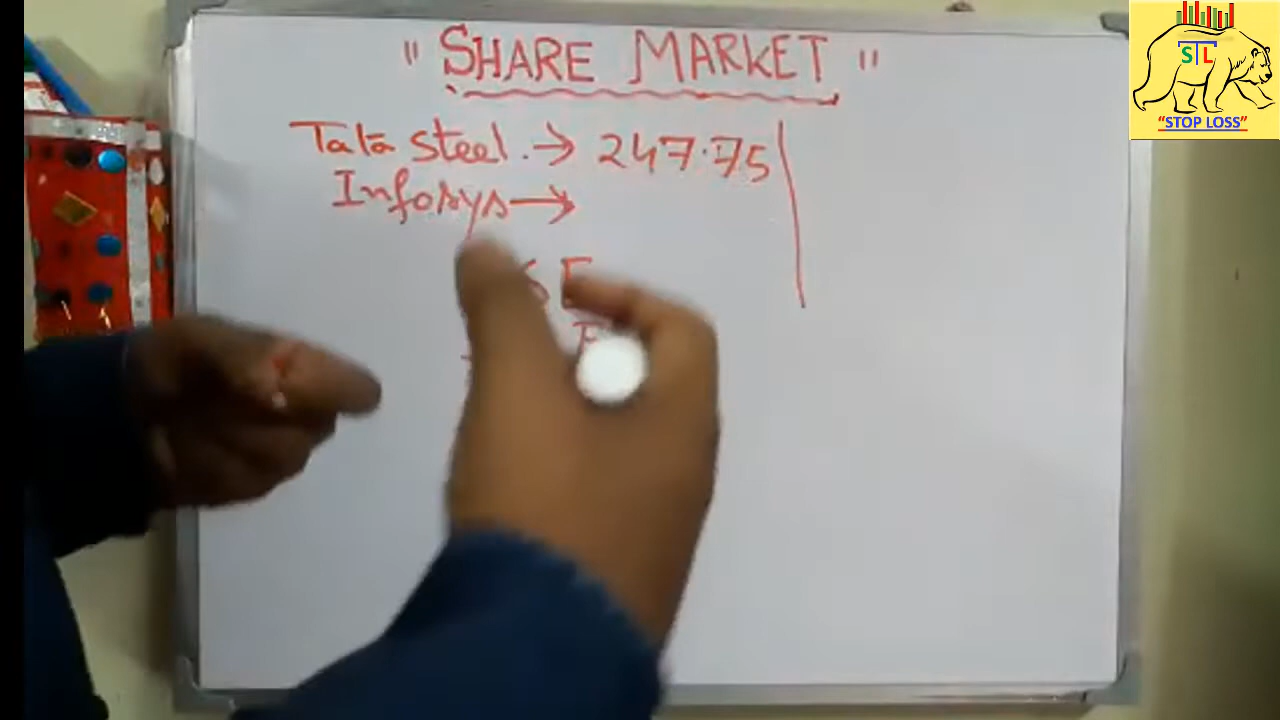 " SHARE MARKET "
Tata steel. → 247.75
Infosys →
STL
"STOP LOSS"